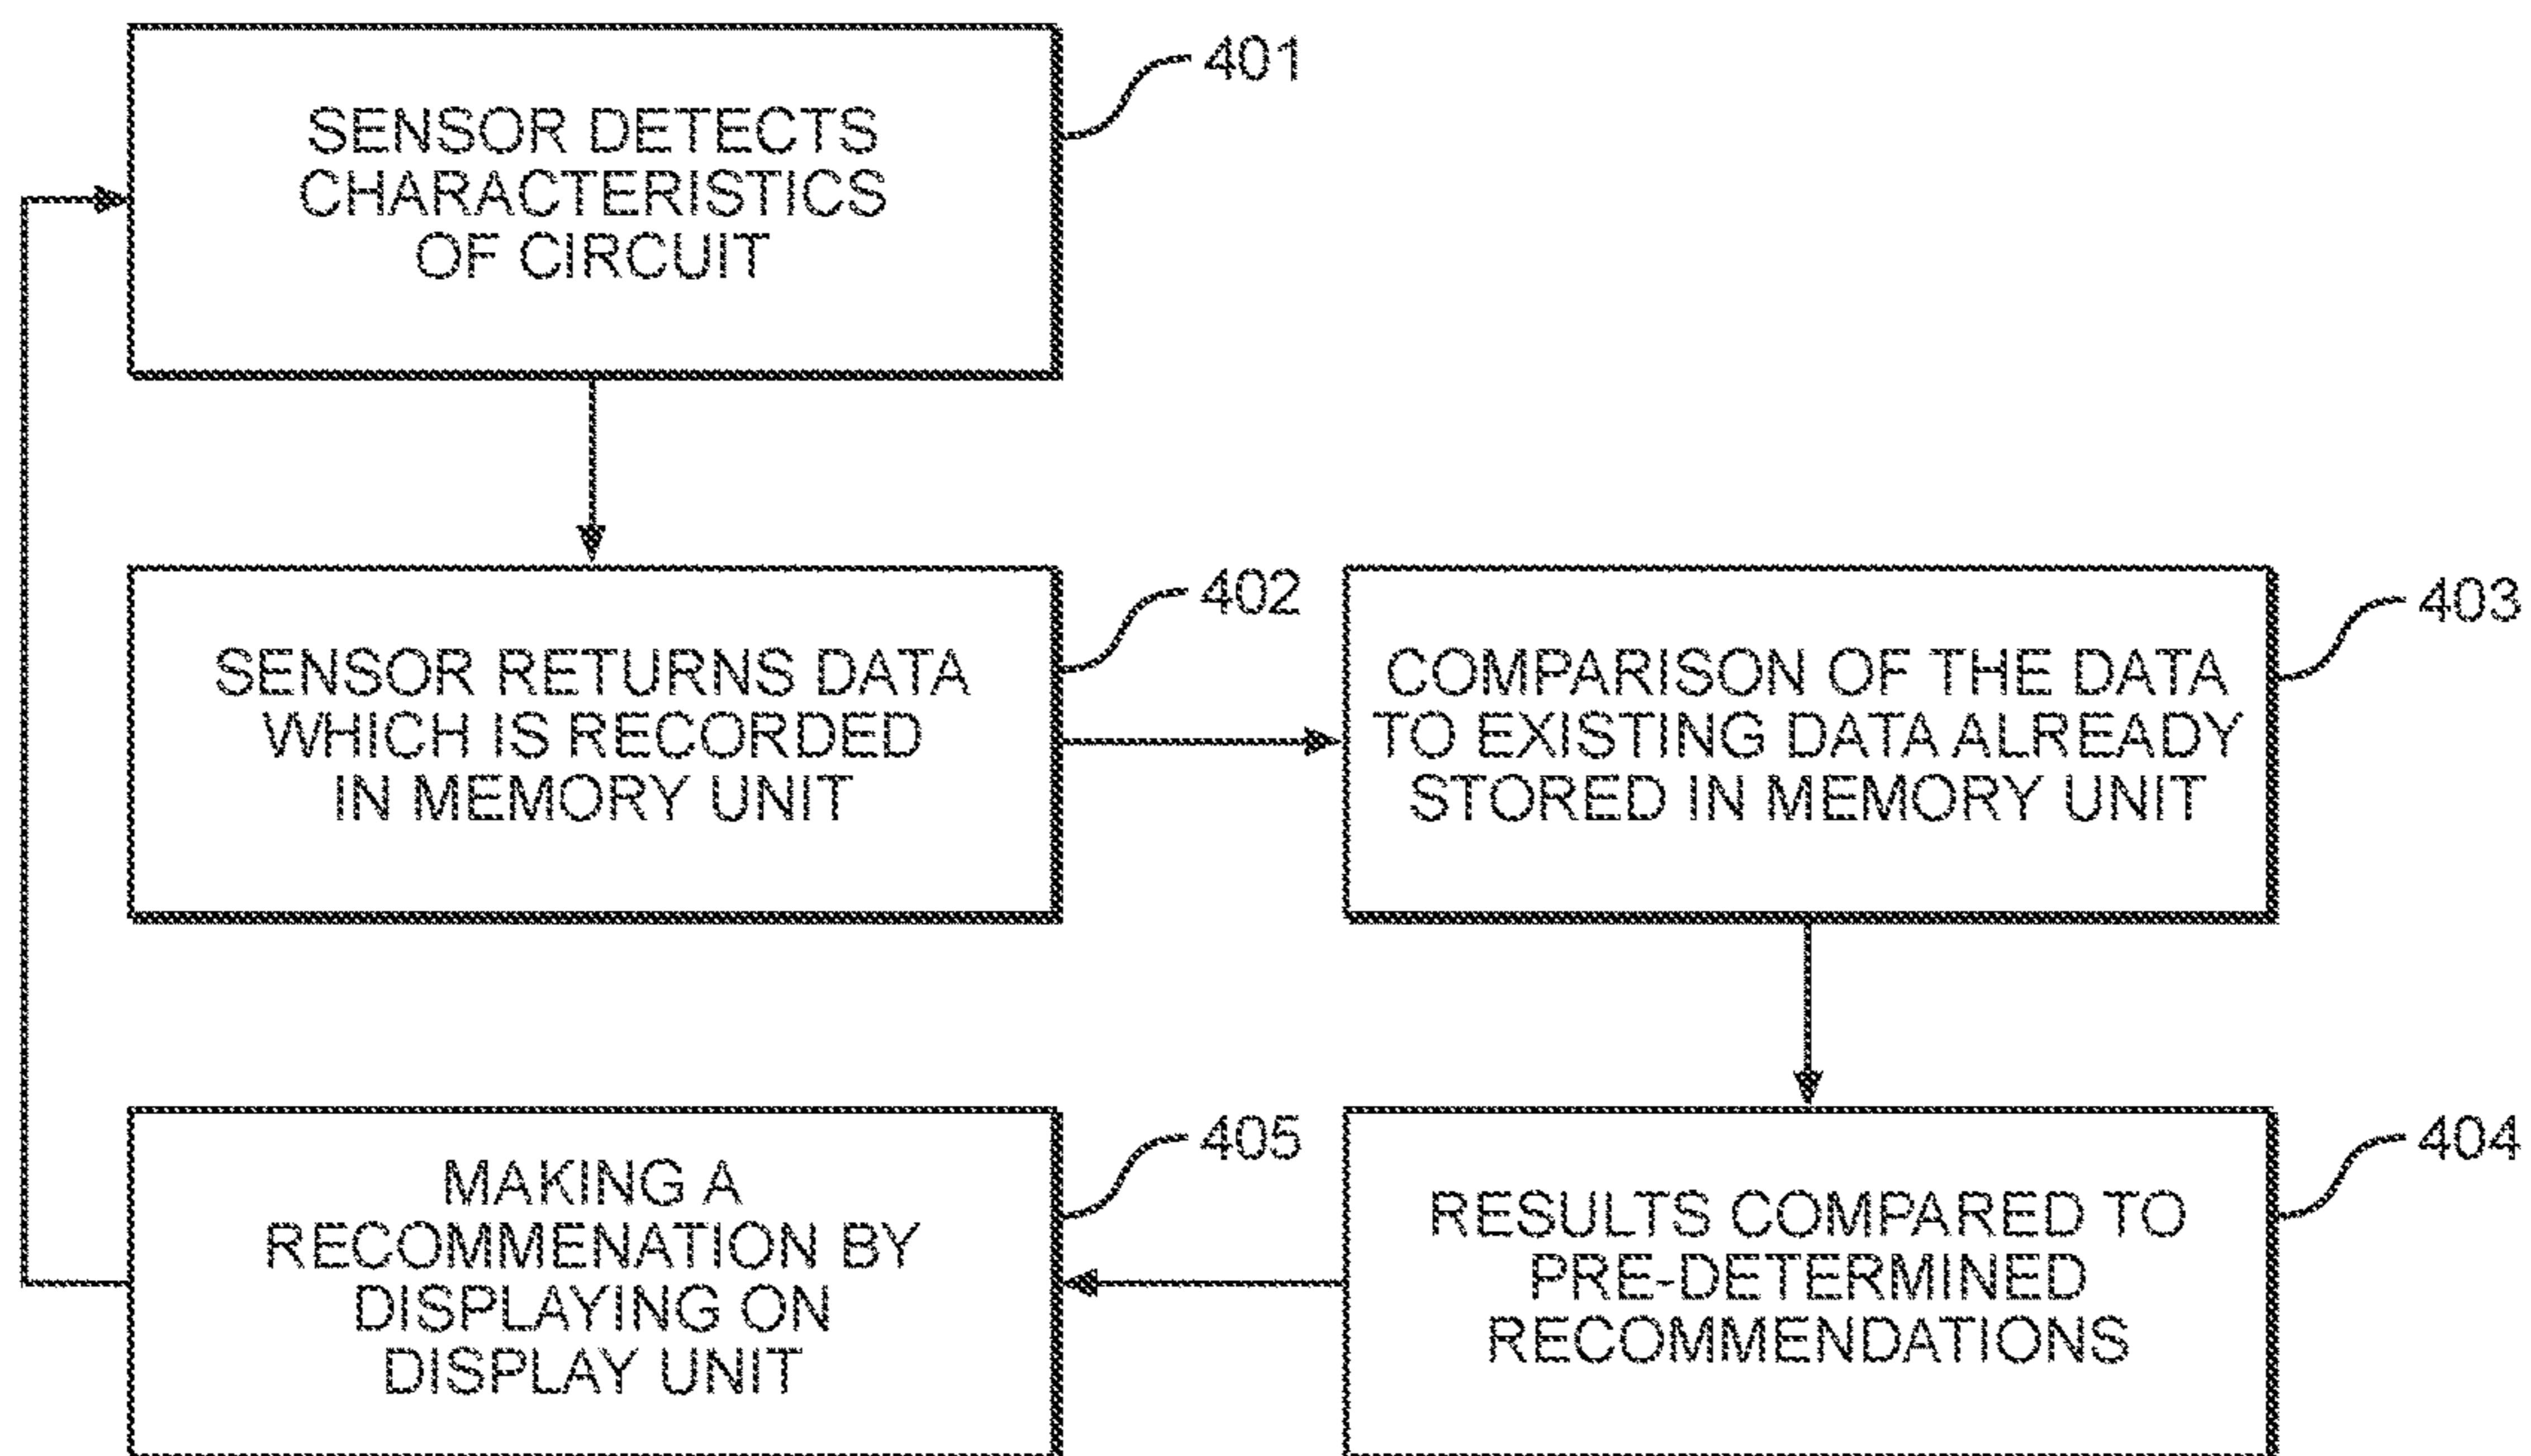 SENSOR DETECTS
CHARACTERISTICS
OF CIRCUIT
401
SENSOR RETURNS DATA
WHICH IS RECORDED
IN MEMORY UNIT
402
COMPARISON OF THE DATA
TO EXISTING DATA ALREADY
STORED IN MEMORY UNIT
403
RESULTS COMPARED TO
PRE-DETERMINED
RECOMMENDATIONS
404
MAKING A
RECOMMENATION BY
DISPLAYING ON
DISPLAY UNIT
405